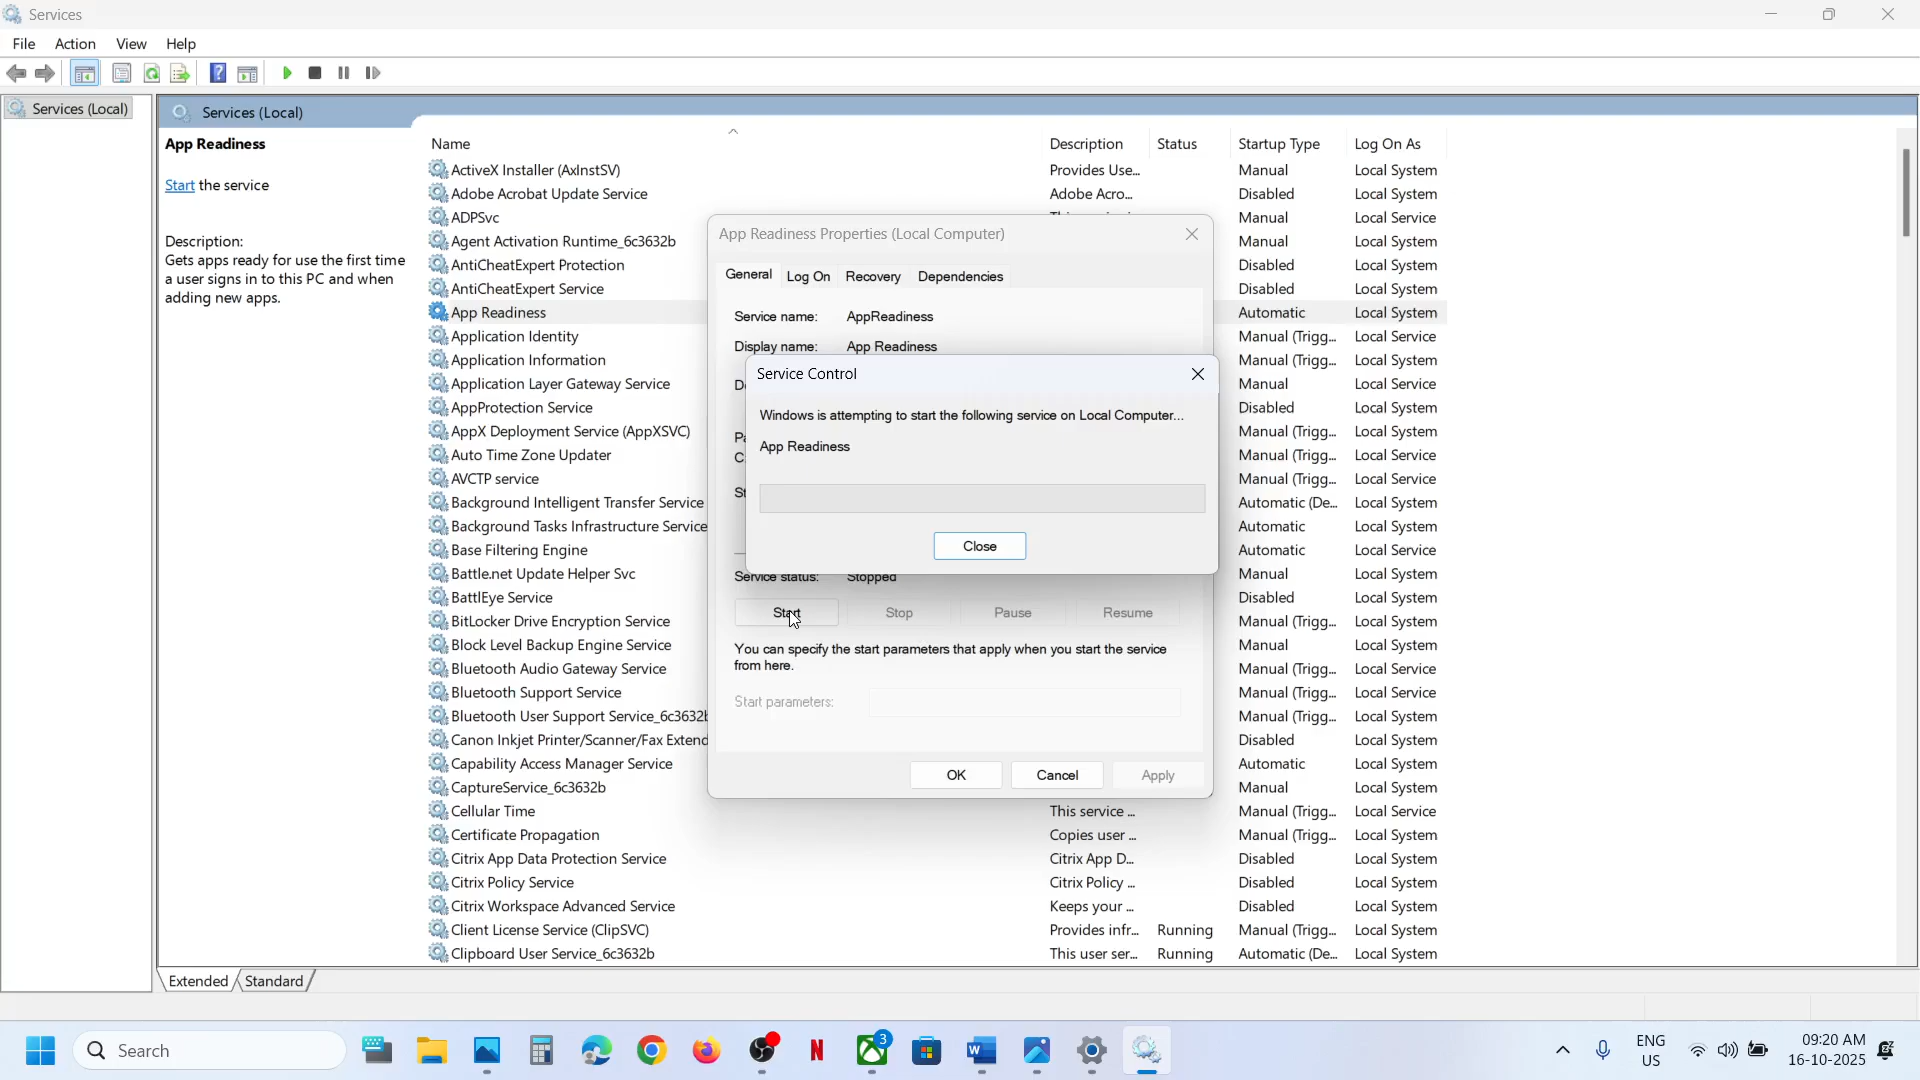 Services
File Action View Help
Services (Local)
Services (Local)
App Readiness
Start the service
Description:
Gets apps ready for use the first time
a user signs in to this PC and when
adding new apps.
Name Description Status Startup Type Log On As
ActiveX Installer (AxInstSV) Provides Use... Manual Local System
Adobe Acrobat Update Service Adobe Acro... Disabled Local System
ADPSvc Manual Local Service
Agent Activation Runtime_6c3632b Manual Local System
AntiCheatExpert Protection Disabled Local System
AntiCheatExpert Service Disabled Local System
App Readiness Automatic Local System
Application Identity Manual (Trigg... Local Service
Application Information Manual (Trigg... Local System
Application Layer Gateway Service Manual Local Service
AppProtection Service Disabled Local System
AppX Deployment Service (AppXSVC) Manual (Trigg... Local System
Auto Time Zone Updater Manual (Trigg... Local Service
AVCTP service Manual (Trigg... Local Service
Background Intelligent Transfer Service Automatic (De... Local System
Background Tasks Infrastructure Service Automatic Local System
Base Filtering Engine Automatic Local Service
Battle.net Update Helper Svc Manual Local System
BattlEye Service Disabled Local System
BitLocker Drive Encryption Service Manual (Trigg... Local System
Block Level Backup Engine Service Manual Local System
Bluetooth Audio Gateway Service Manual (Trigg... Local Service
Bluetooth Support Service Manual (Trigg... Local Service
Bluetooth User Support Service_6c3632b Manual (Trigg... Local System
Canon Inkjet Printer/Scanner/Fax Extend Disabled Local System
Capability Access Manager Service Automatic Local System
CaptureService_6c3632b Manual Local System
Cellular Time This service ... Manual (Trigg... Local Service
Certificate Propagation Copies user ... Manual (Trigg... Local System
Citrix App Data Protection Service Citrix App D... Disabled Local System
Citrix Policy Service Citrix Policy ... Disabled Local System
Citrix Workspace Advanced Service Keeps your ... Disabled Local System
Client License Service (ClipSVC) Provides infr... Running Manual (Trigg... Local System
Clipboard User Service_6c3632b This user ser... Running Automatic (De... Local System
App Readiness Properties (Local Computer)
General Log On Recovery Dependencies
Service name: AppReadiness
Display name: App Readiness
Service Control
Windows is attempting to start the following service on Local Computer...
App Readiness
Close
Service status: Stopped
Start Stop Pause Resume
You can specify the start parameters that apply when you start the service
from here.
Start parameters:
OK Cancel Apply
Extended Standard
Search
3
ENG
US
09:20 AM
16-10-2025